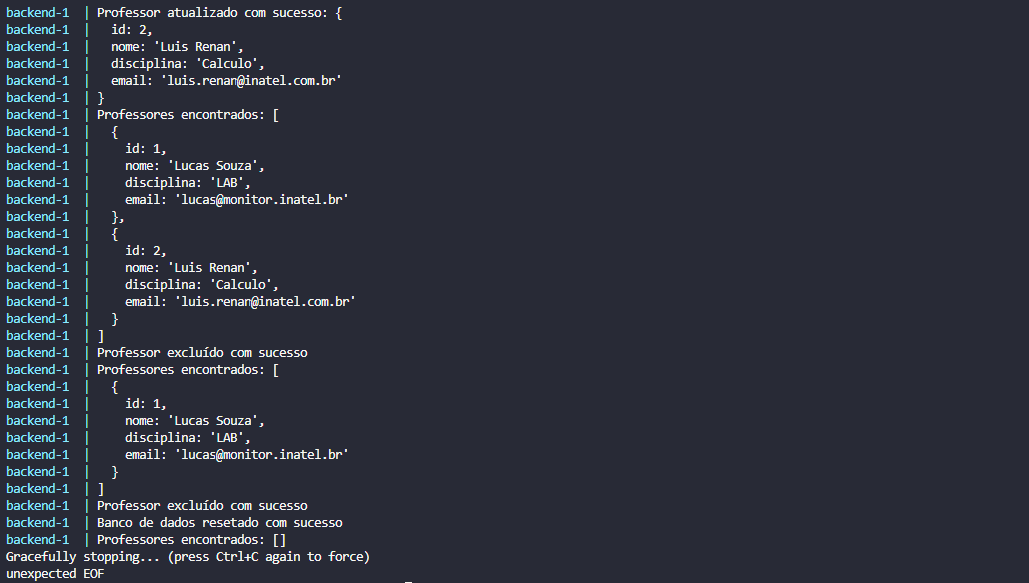 backend-1  | Professor atualizado com sucesso: {
backend-1  |   id: 2,
backend-1  |   nome: 'Luis Renan',
backend-1  |   disciplina: 'Calculo',
backend-1  |   email: 'luis.renan@inatel.com.br'
backend-1  | }
backend-1  | Professores encontrados: [
backend-1  |   {
backend-1  |     id: 1,
backend-1  |     nome: 'Lucas Souza',
backend-1  |     disciplina: 'LAB',
backend-1  |     email: 'lucas@monitor.inatel.br'
backend-1  |   },
backend-1  |   {
backend-1  |     id: 2,
backend-1  |     nome: 'Luis Renan',
backend-1  |     disciplina: 'Calculo',
backend-1  |     email: 'luis.renan@inatel.com.br'
backend-1  |   }
backend-1  | ]
backend-1  | Professor excluído com sucesso
backend-1  | Professores encontrados: [
backend-1  |   {
backend-1  |     id: 1,
backend-1  |     nome: 'Lucas Souza',
backend-1  |     disciplina: 'LAB',
backend-1  |     email: 'lucas@monitor.inatel.br'
backend-1  |   }
backend-1  | ]
backend-1  | Professor excluído com sucesso
backend-1  | Banco de dados resetado com sucesso
backend-1  | Professores encontrados: []
Gracefully stopping... (press Ctrl+C again to force)
unexpected EOF